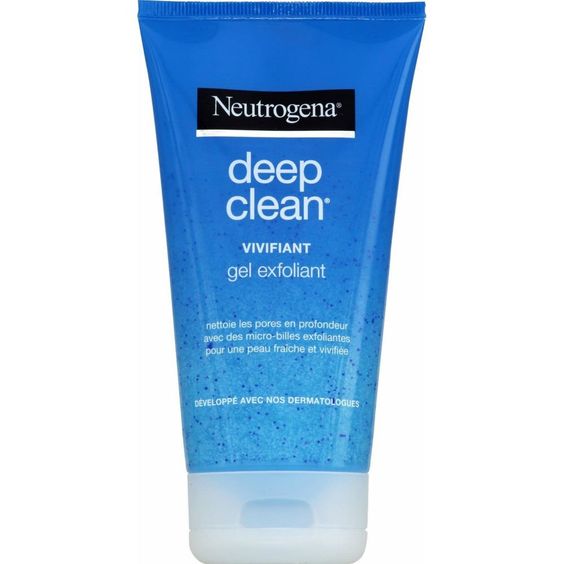 Neutrogena®
deep
clean®
VIVIFIANT
gel exfoliant
nettoie les pores en profondeur
avec des micro-billes exfoliantes
pour une peau fraîche et vivifiée
DÉVELOPPÉ AVEC NOS DERMATOLOGUES